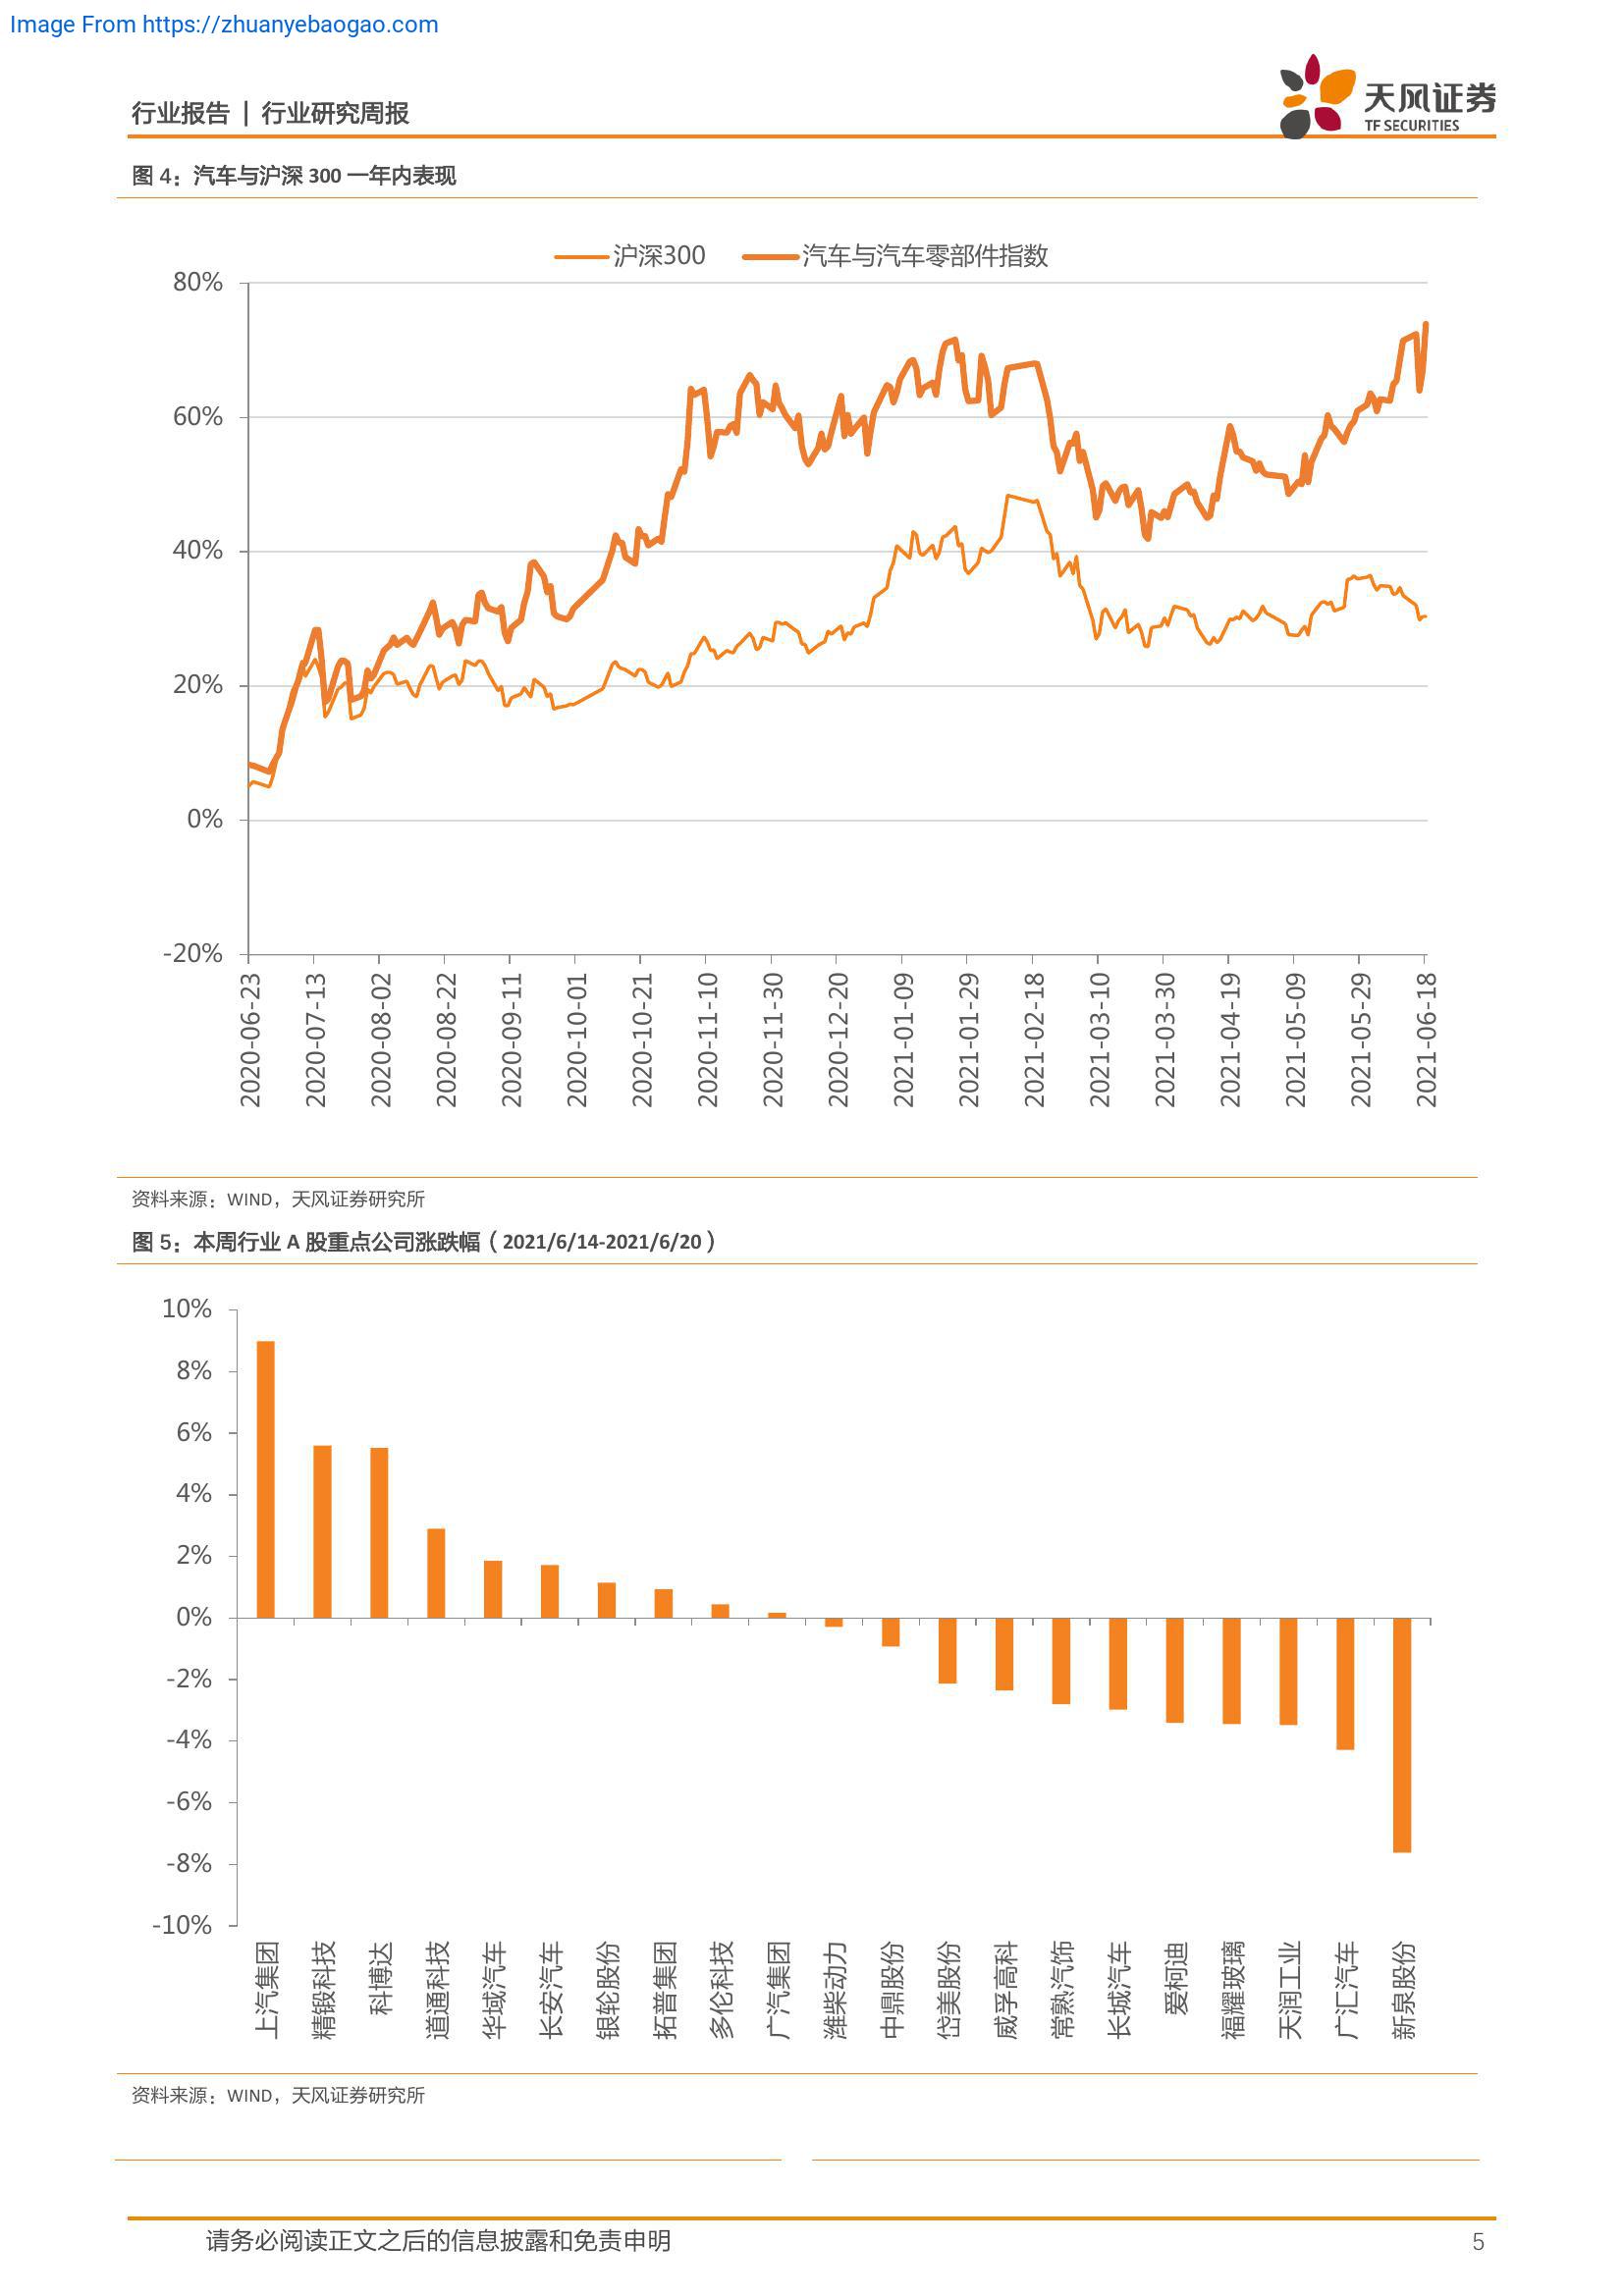 Image From https://zhuanyebaogao.com
行业报告 | 行业研究周报
天风证券
TF SECURITIES
图 4：汽车与沪深 300 一年内表现
沪深300 汽车与汽车零部件指数
80%
60%
40%
20%
0%
-20%
2020-06-23
2020-07-13
2020-08-02
2020-08-22
2020-09-11
2020-10-01
2020-10-21
2020-11-10
2020-11-30
2020-12-20
2021-01-09
2021-01-29
2021-02-18
2021-03-10
2021-03-30
2021-04-19
2021-05-09
2021-05-29
2021-06-18
资料来源：WIND，天风证券研究所
图 5：本周行业 A 股重点公司涨跌幅（2021/6/14-2021/6/20）
10%
8%
6%
4%
2%
0%
-2%
-4%
-6%
-8%
-10%
上汽集团
精锻科技
科博达
道通科技
华域汽车
长安汽车
银轮股份
拓普集团
多伦科技
广汽集团
潍柴动力
中鼎股份
岱美股份
威孚高科
常熟汽饰
长城汽车
爱柯迪
福耀玻璃
天润工业
广汇汽车
新泉股份
资料来源：WIND，天风证券研究所
请务必阅读正文之后的信息披露和免责申明 5